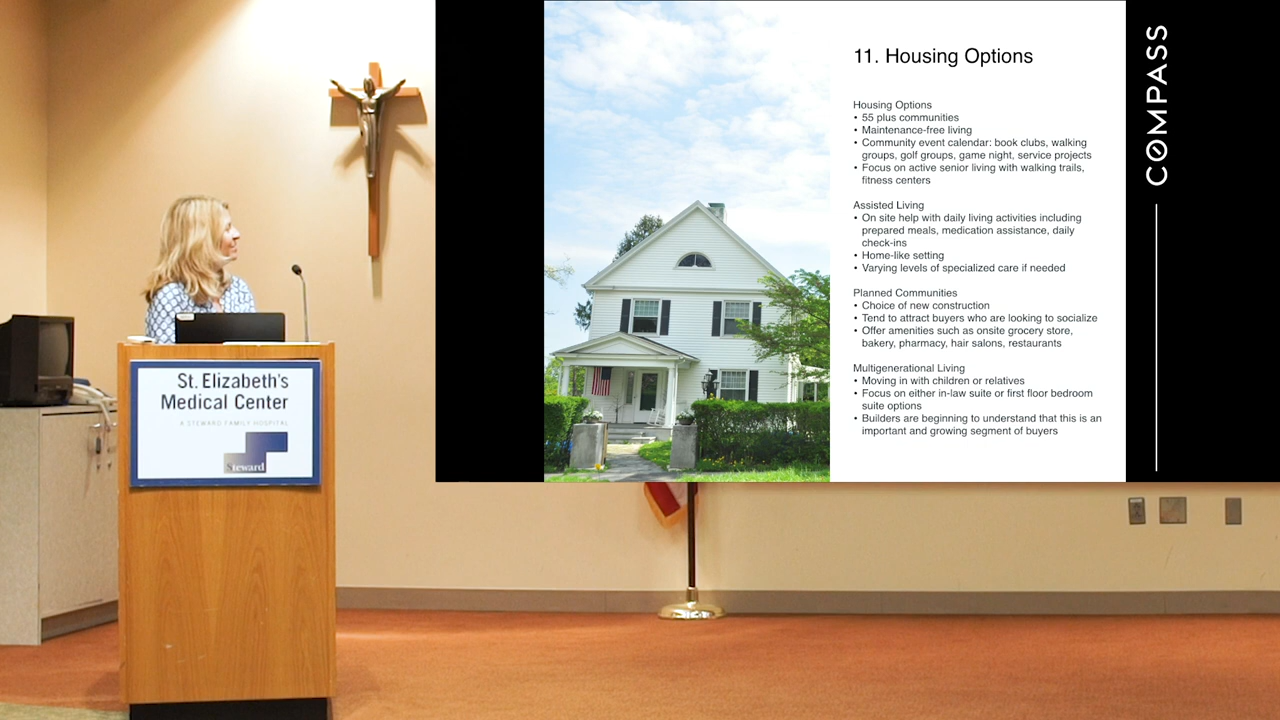 11. Housing Options
Housing Options
• 55 plus communities
• Maintenance-free living
• Community event calendar: book clubs, walking
groups, golf groups, game night, service projects
• Focus on active senior living with walking trails,
fitness centers
Assisted Living
• On site help with daily living activities including
prepared meals, medication assistance, daily
check-ins
• Home-like setting
• Varying levels of specialized care if needed
Planned Communities
• Choice of new construction
• Tend to attract buyers who are looking to socialize
• Offer amenities such as onsite grocery store,
bakery, pharmacy, hair salons, restaurants
Multigenerational Living
• Moving in with children or relatives
• Focus on either in-law suite or first floor bedroom
suite options
• Builders are beginning to understand that this is an
important and growing segment of buyers
COMPASS
St. Elizabeth's
Medical Center
A STEWARD FAMILY HOSPITAL
Steward